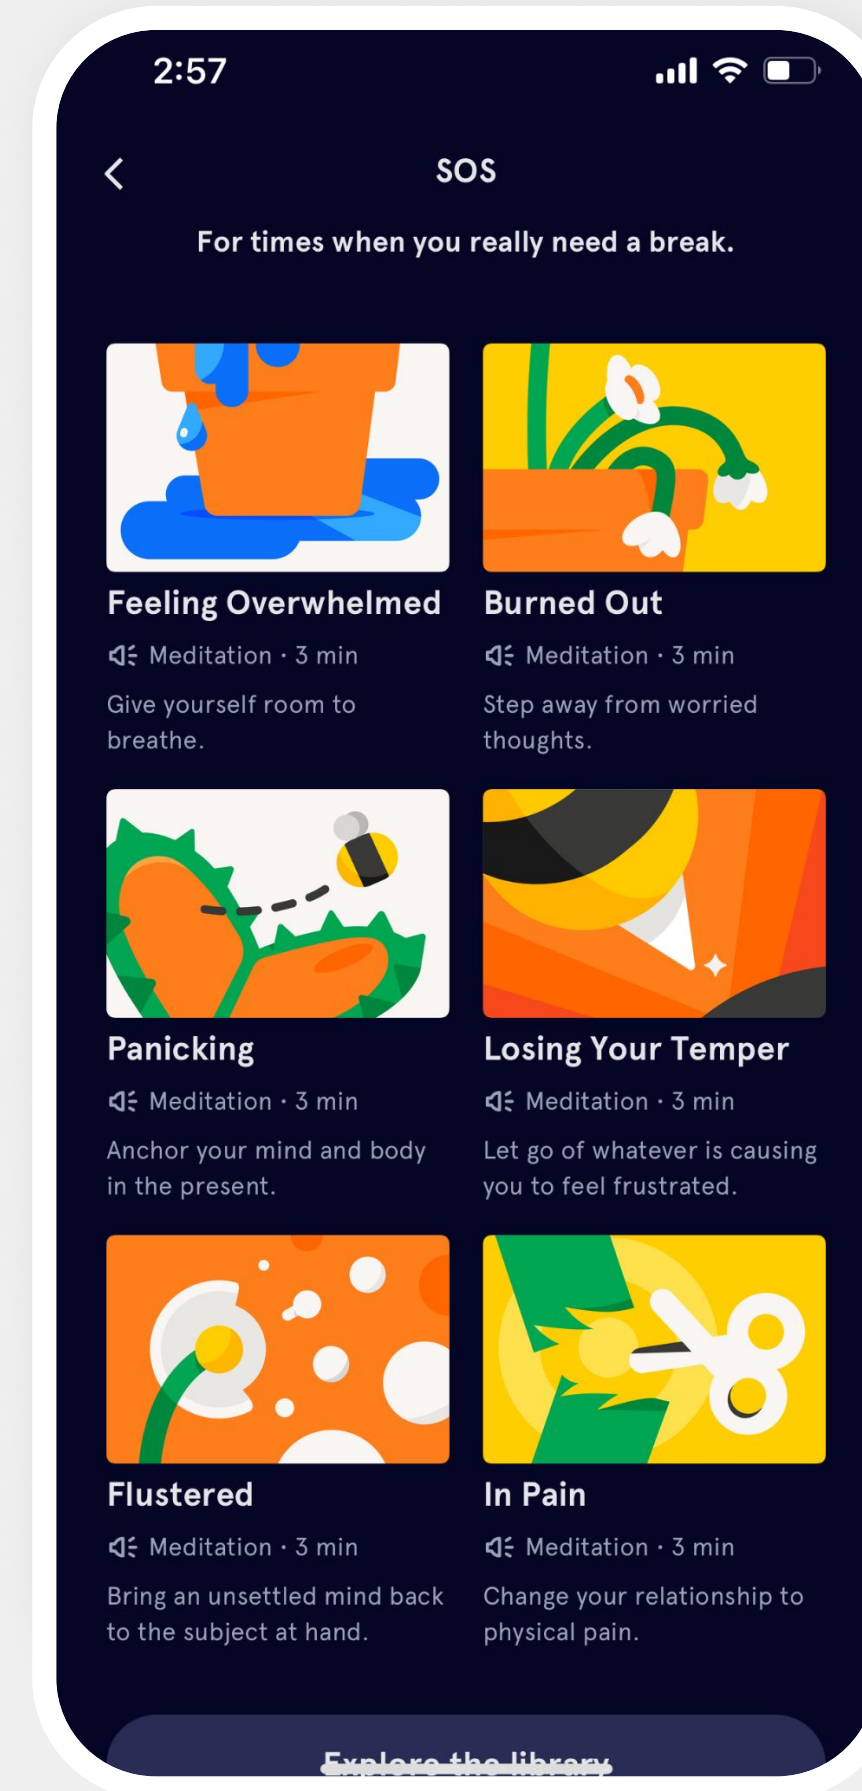 2:57
SOS
For times when you really need a break.
Feeling Overwhelmed
Meditation · 3 min
Give yourself room to
breathe.
Burned Out
Meditation · 3 min
Step away from worried
thoughts.
Panicking
Meditation · 3 min
Anchor your mind and body
in the present.
Losing Your Temper
Meditation · 3 min
Let go of whatever is causing
you to feel frustrated.
Flustered
Meditation · 3 min
Bring an unsettled mind back
to the subject at hand.
In Pain
Meditation · 3 min
Change your relationship to
physical pain.
Explore the library